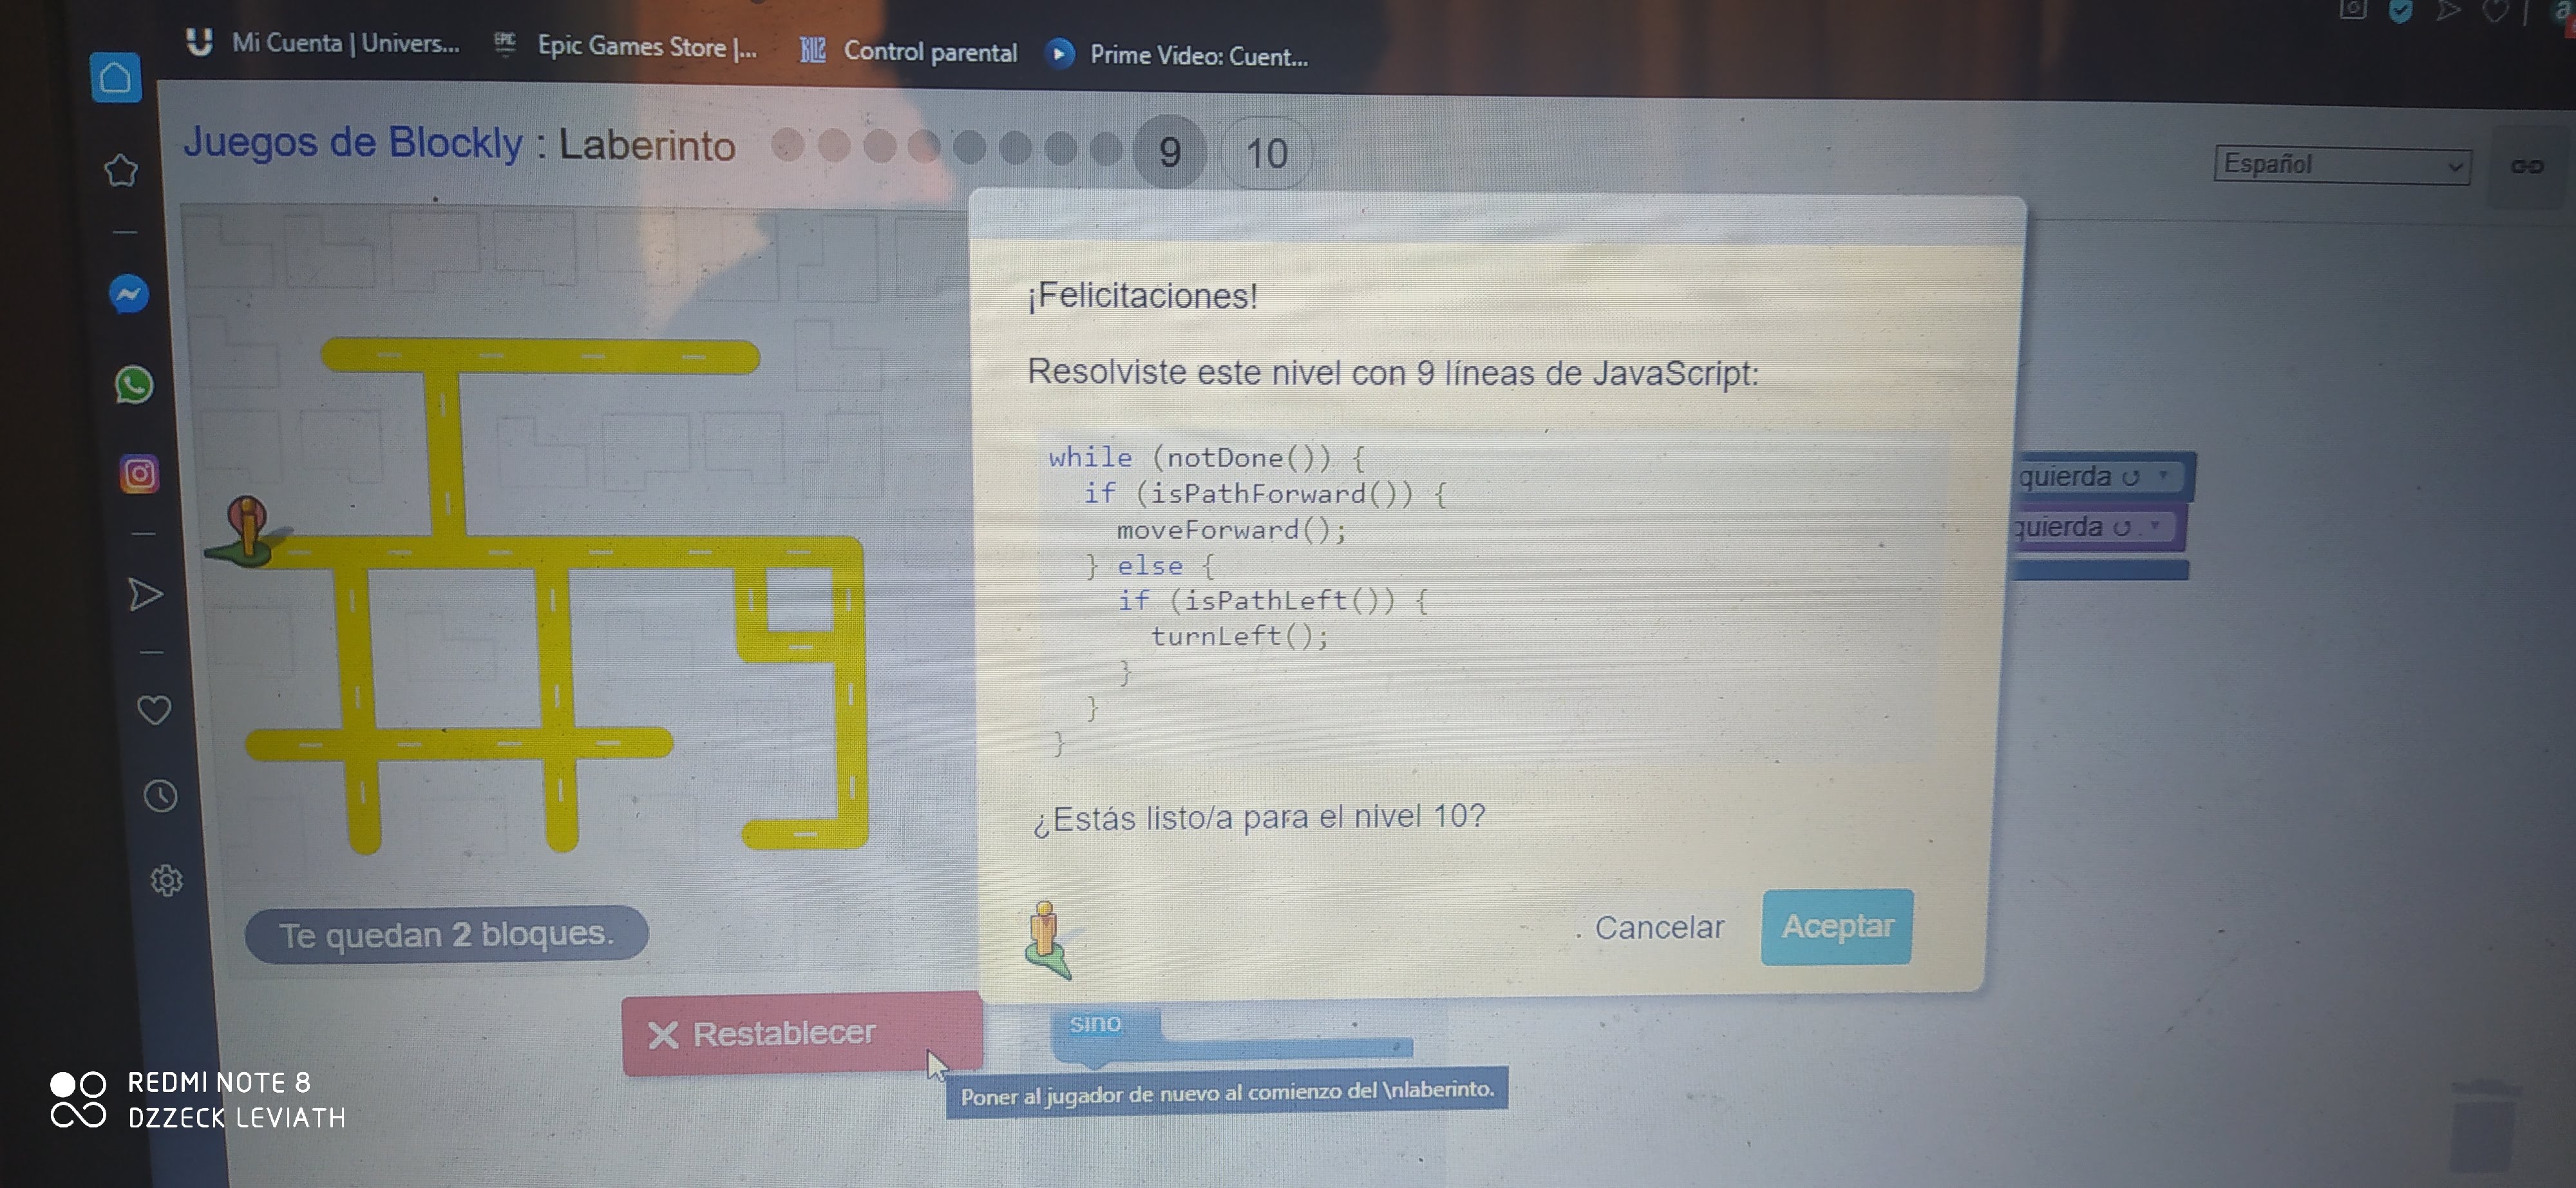 Mi Cuenta | Univers...
EPIC
Epic Games Store |...
Control parental
Prime Video: Cuent...
Juegos de Blockly : Laberinto
9
10
Español
¡Felicitaciones!
Resolviste este nivel con 9 líneas de JavaScript:
while (notDone()) {
if (isPathForward()) {
moveForward();
} else {
if (isPathLeft()) {
turnLeft();
}
}
}
quierda ↺ ▾
quierda ↺ ▾
¿Estás listo/a para el nivel 10?
Cancelar
Aceptar
Te quedan 2 bloques.
Restablecer
sino
Poner al jugador de nuevo al comienzo del \nlaberinto.
REDMI NOTE 8
DZZECK LEVIATH